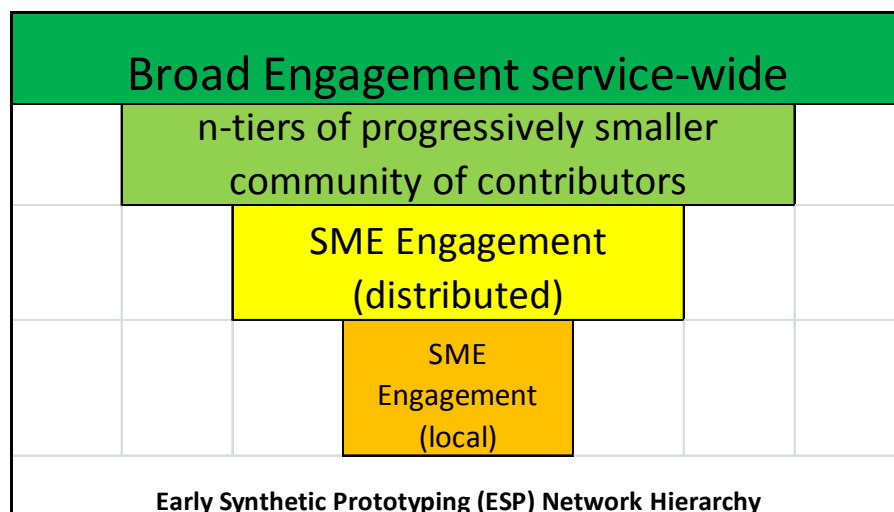 Broad Engagement service-wide
n-tiers of progressively smaller
community of contributors
SME Engagement
(distributed)
SME
Engagement
(local)
Early Synthetic Prototyping (ESP) Network Hierarchy